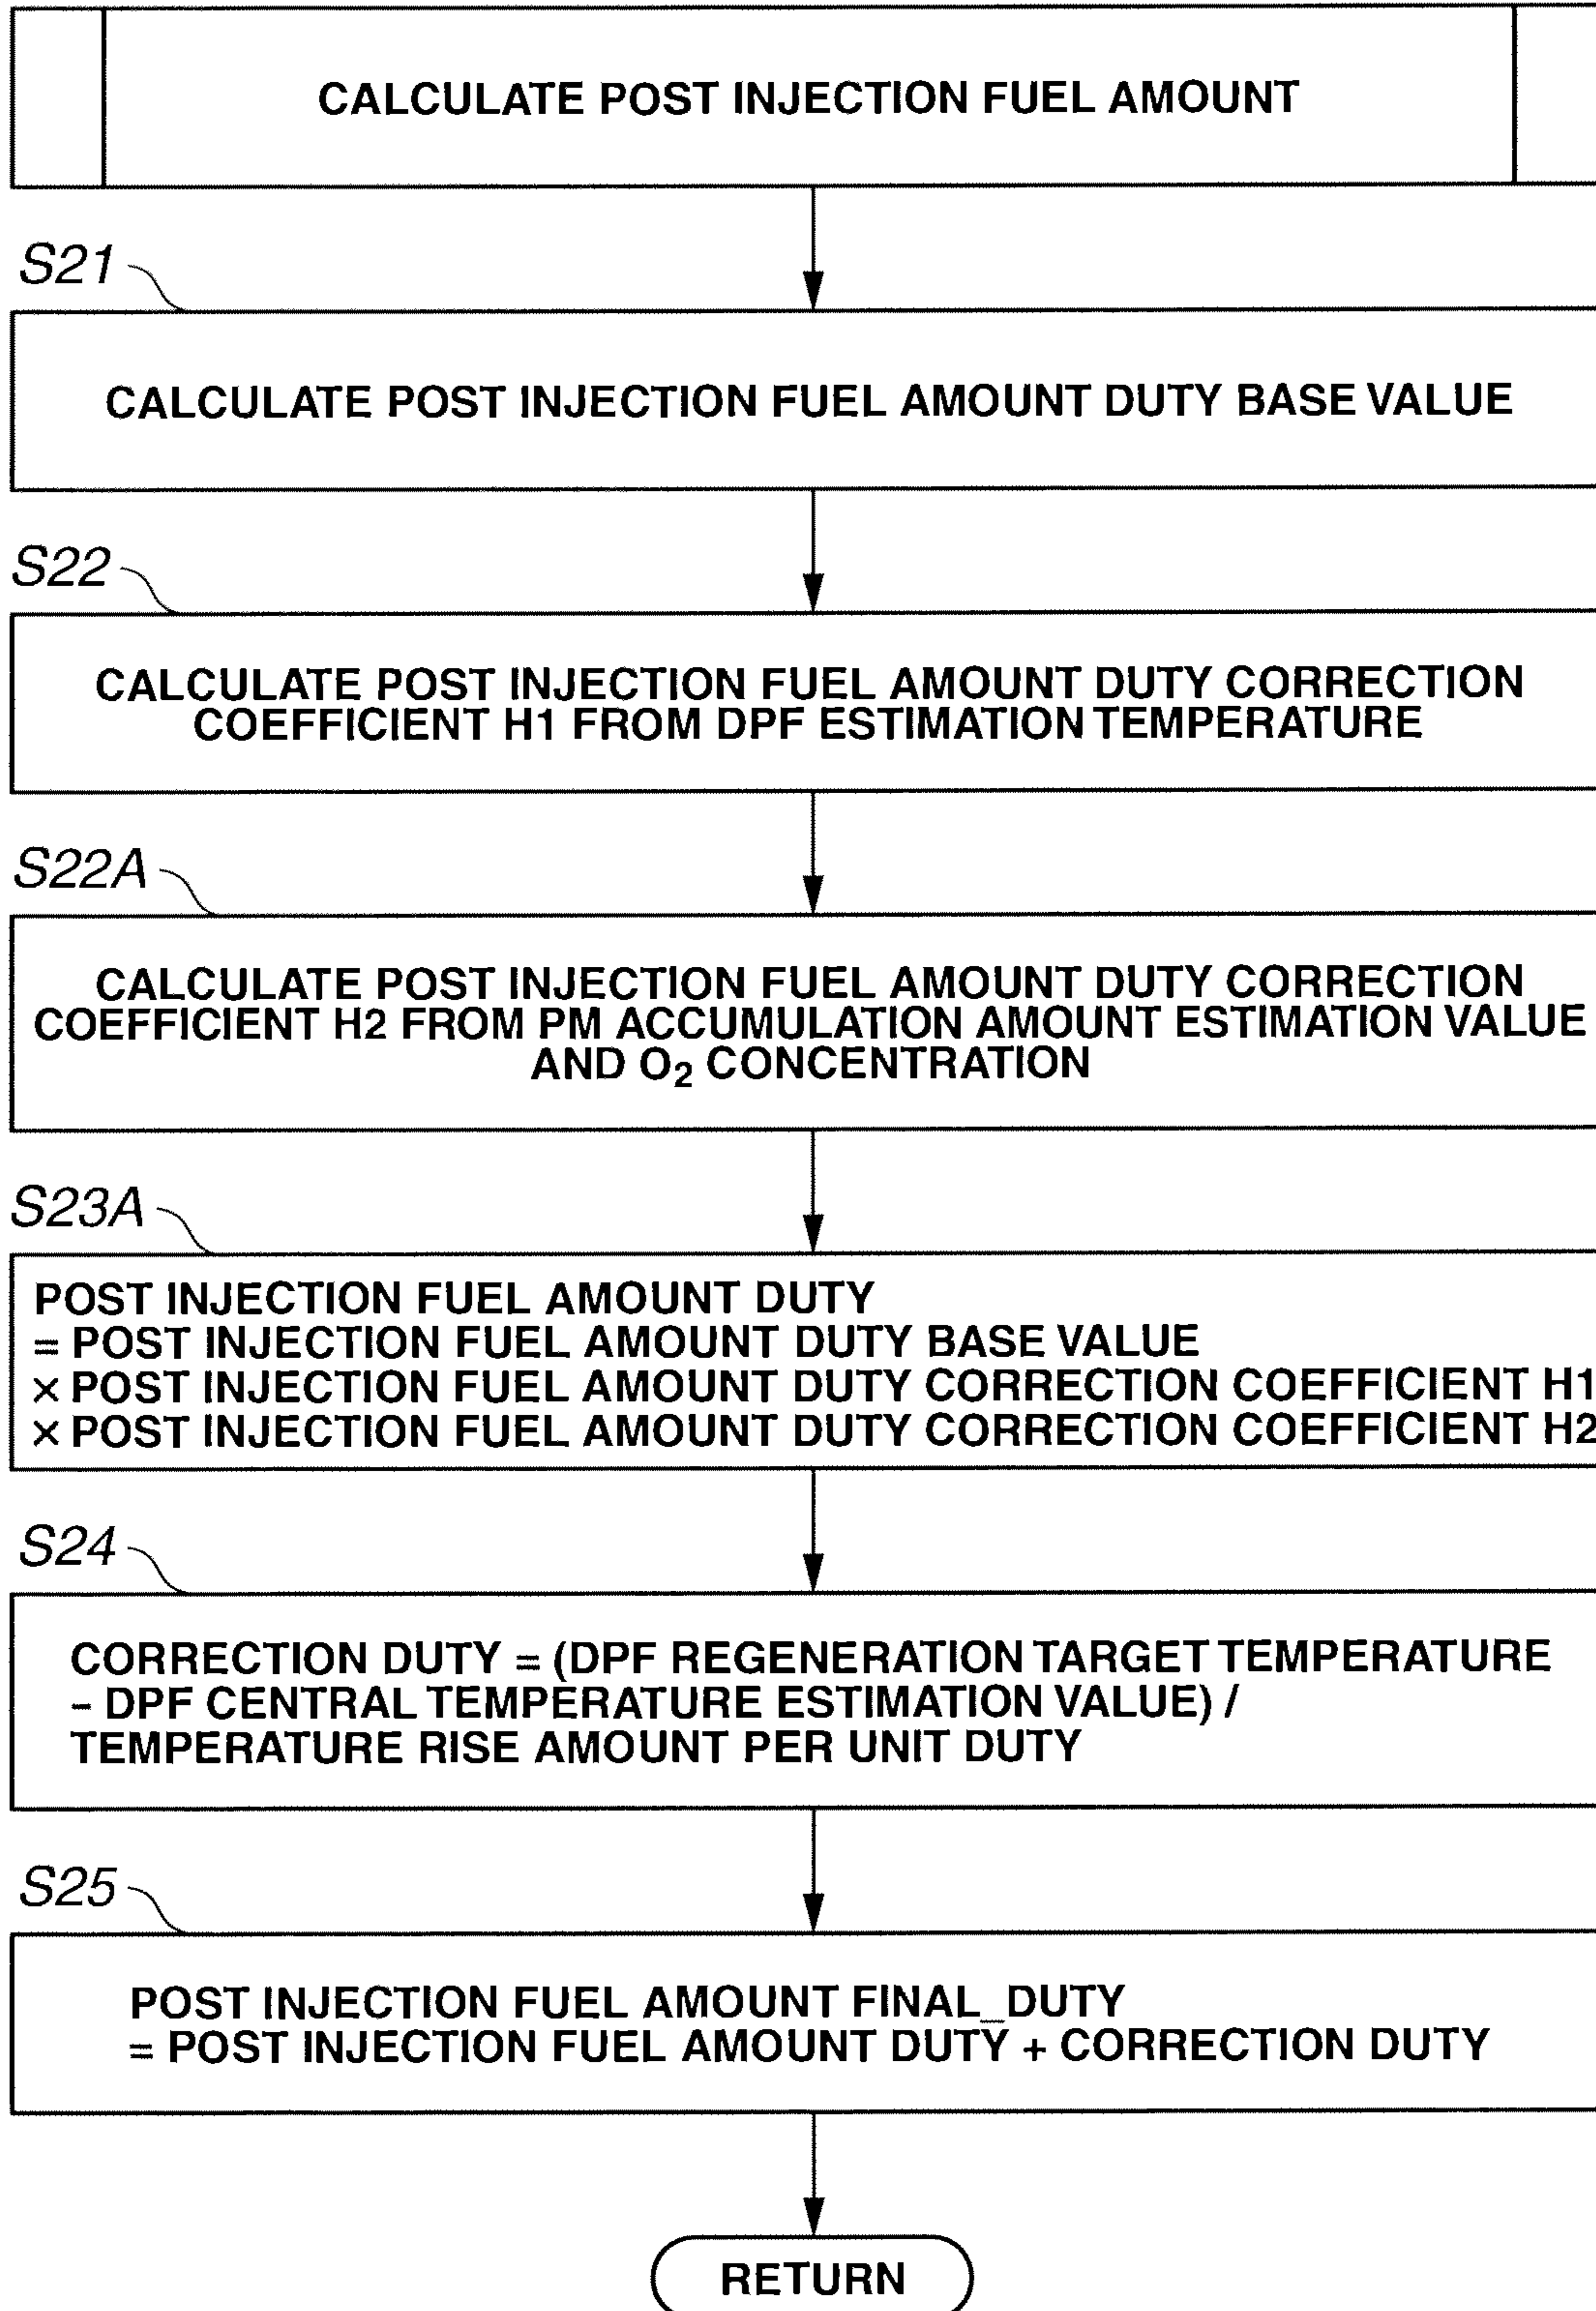 CALCULATE POST INJECTION FUEL AMOUNT
S21
CALCULATE POST INJECTION FUEL AMOUNT DUTY BASE VALUE
S22
CALCULATE POST INJECTION FUEL AMOUNT DUTY CORRECTION
COEFFICIENT H1 FROM DPF ESTIMATION TEMPERATURE
S22A
CALCULATE POST INJECTION FUEL AMOUNT DUTY CORRECTION
COEFFICIENT H2 FROM PM ACCUMULATION AMOUNT ESTIMATION VALUE
AND O₂ CONCENTRATION
S23A
POST INJECTION FUEL AMOUNT DUTY
= POST INJECTION FUEL AMOUNT DUTY BASE VALUE
× POST INJECTION FUEL AMOUNT DUTY CORRECTION COEFFICIENT H1
× POST INJECTION FUEL AMOUNT DUTY CORRECTION COEFFICIENT H2
S24
CORRECTION DUTY = (DPF REGENERATION TARGET TEMPERATURE
– DPF CENTRAL TEMPERATURE ESTIMATION VALUE) /
TEMPERATURE RISE AMOUNT PER UNIT DUTY
S25
POST INJECTION FUEL AMOUNT FINAL_DUTY
= POST INJECTION FUEL AMOUNT DUTY + CORRECTION DUTY
RETURN